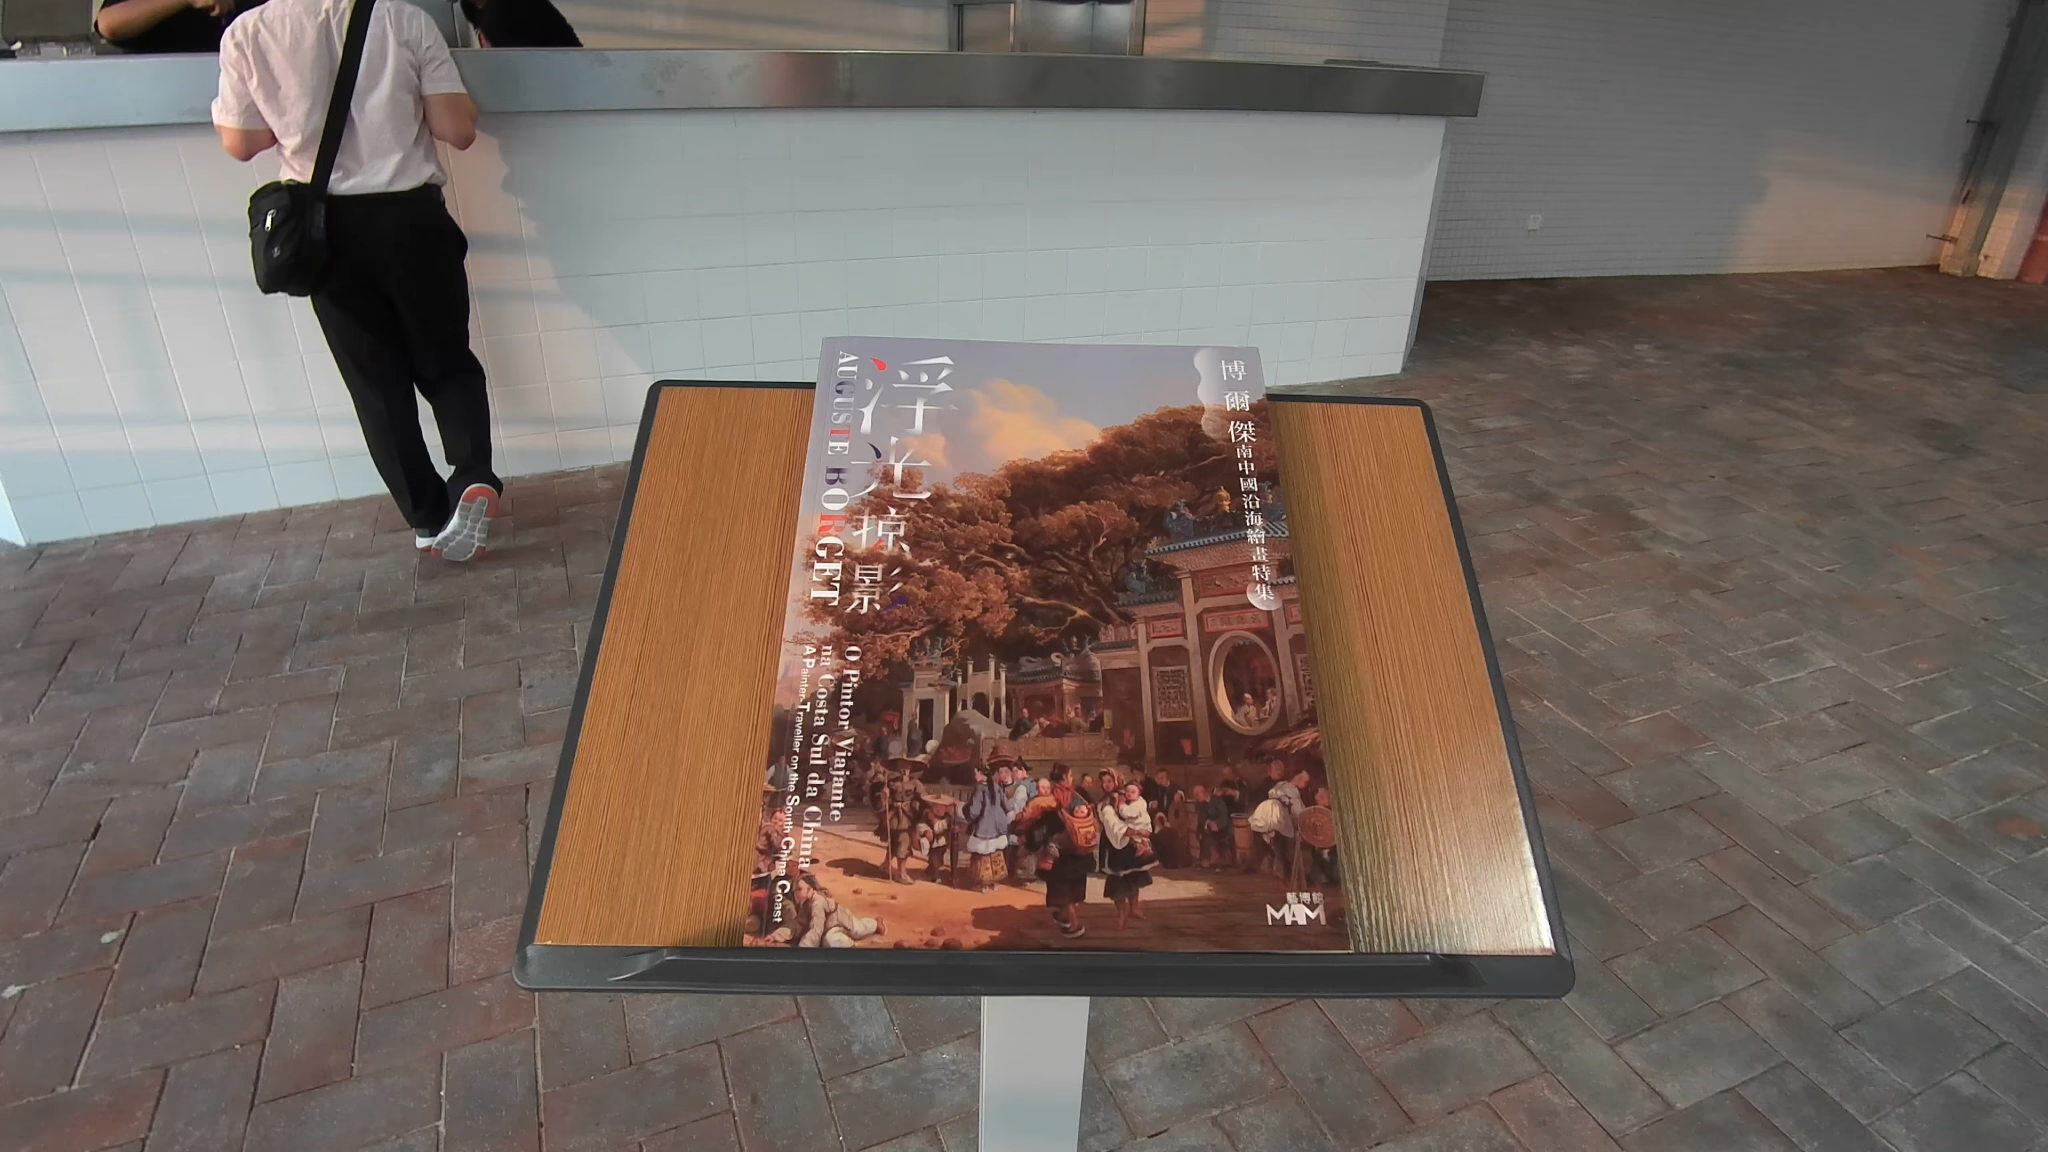 浮光掠影
AUGUSTE BORGET
O Pintor Viajante
na Costa Sul da China
A Painter-Traveller on the South China Coast
博爾傑南中國沿海繪畫特集
藝博館
MAM